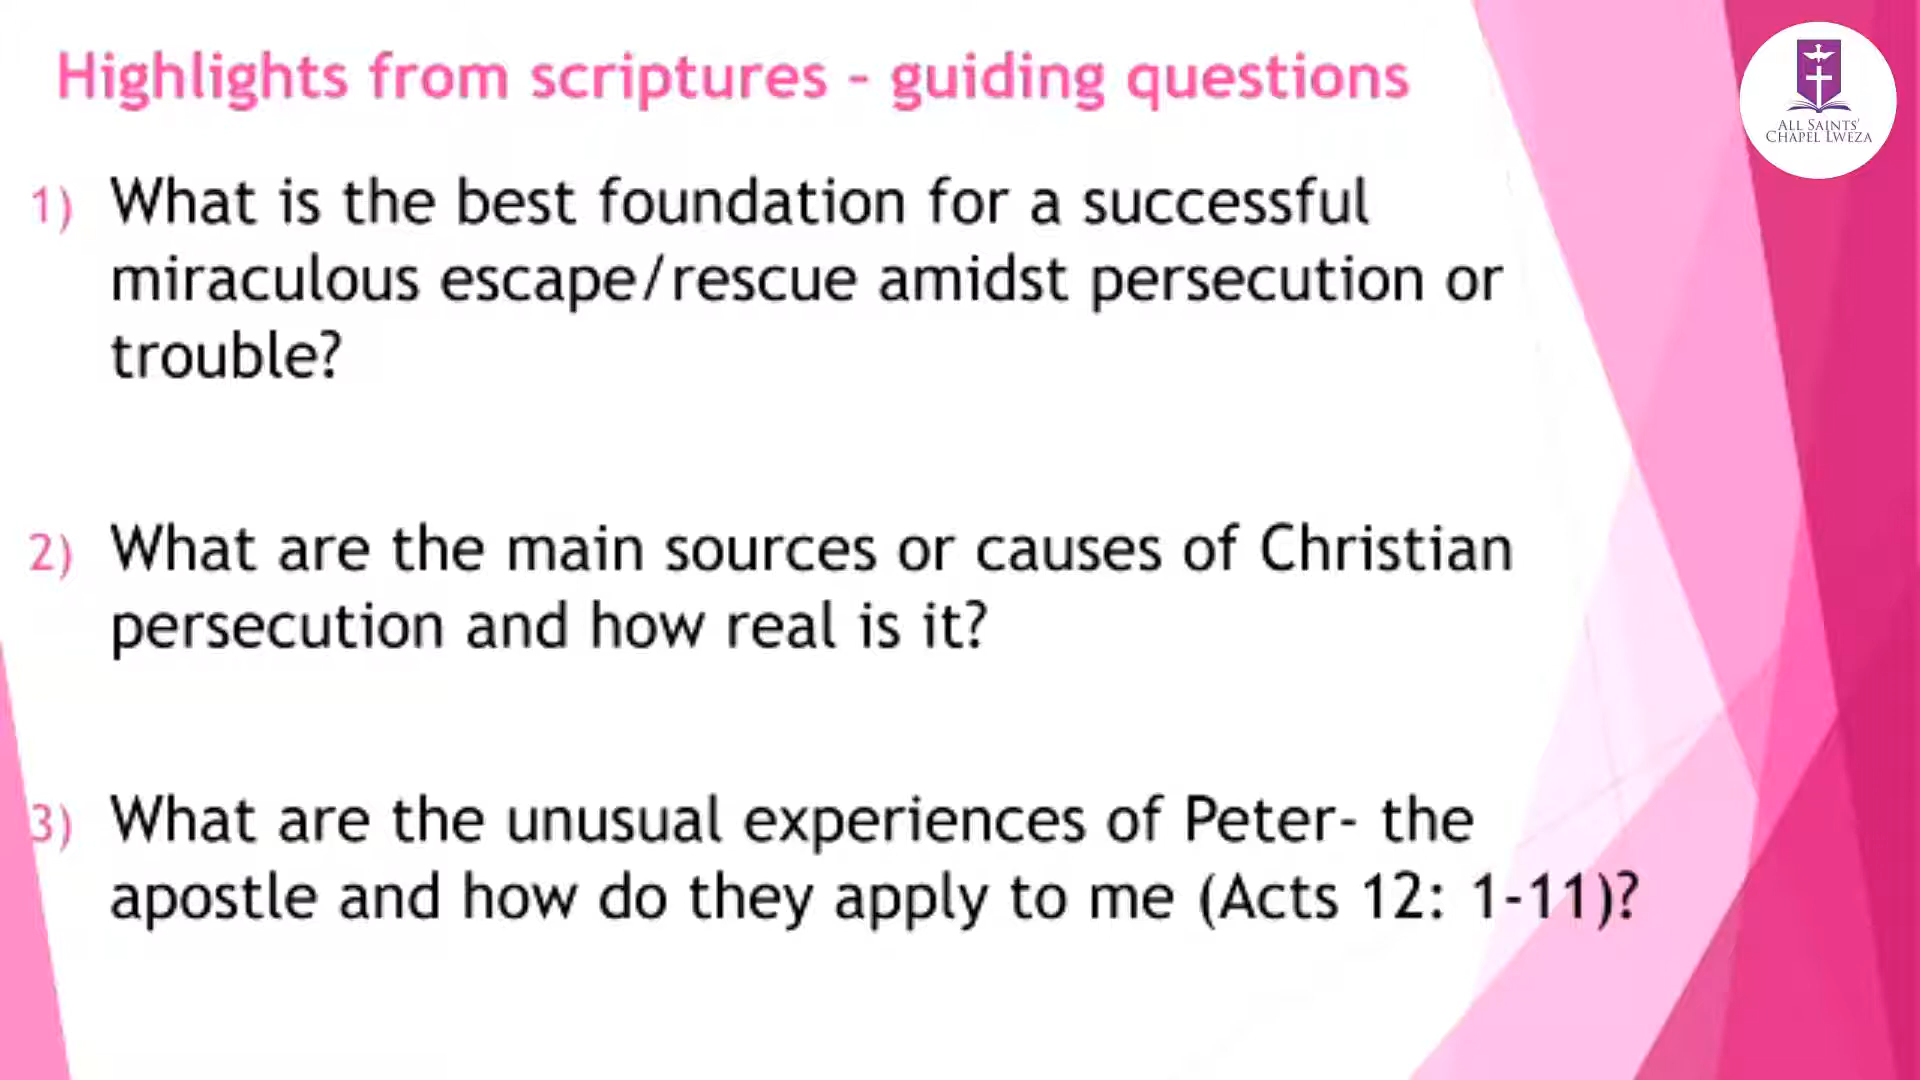 Highlights from scriptures - guiding questions
ALL SAINTS'
CHAPEL LWEZA
1) What is the best foundation for a successful
miraculous escape/rescue amidst persecution or
trouble?
2) What are the main sources or causes of Christian
persecution and how real is it?
3) What are the unusual experiences of Peter- the
apostle and how do they apply to me (Acts 12: 1-11)?